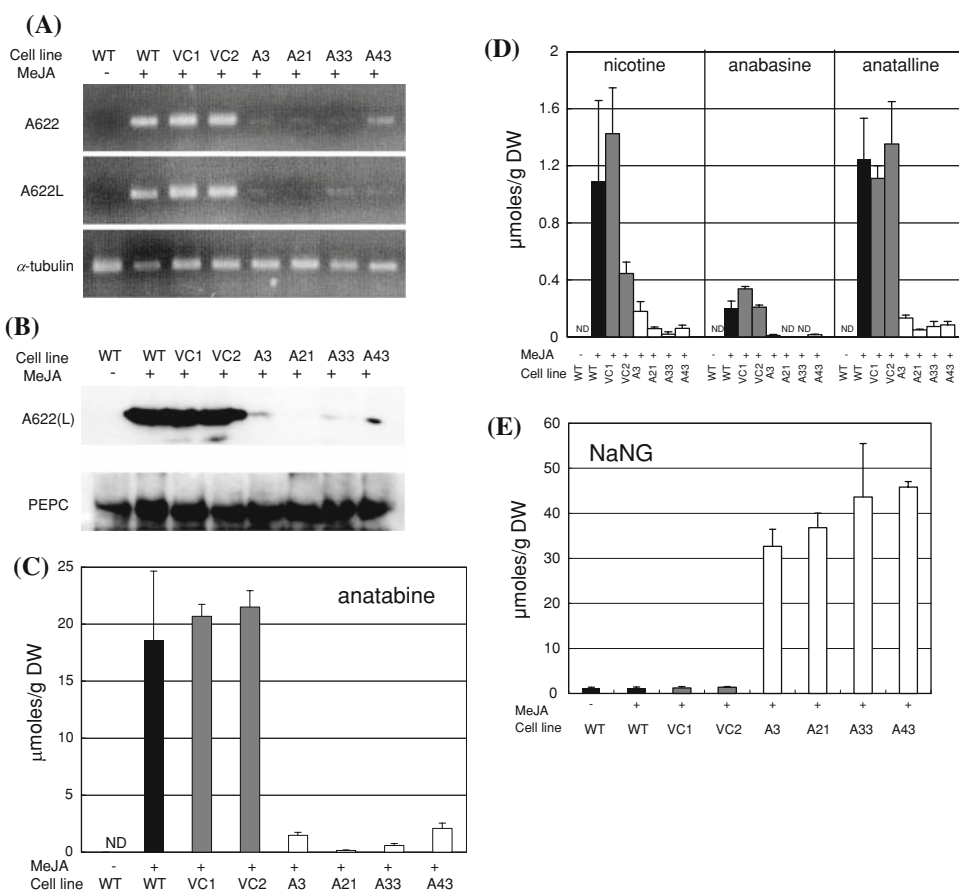 (A)
Cell line WT WT VC1 VC2 A3 A21 A33 A43
MeJA - + + + + + + +
A622
A622L
α-tubulin
(B)
Cell line WT WT VC1 VC2 A3 A21 A33 A43
MeJA - + + + + + + +
A622(L)
PEPC
(C)
anatabine
25
20
15
10
5
0
μmoles/g DW
ND
MeJA - + + + + + + +
Cell line WT WT VC1 VC2 A3 A21 A33 A43
(D)
nicotine anabasine anatalline
2
1.6
1.2
0.8
0.4
0
μmoles/g DW
ND ND ND ND ND
MeJA - + + + + + + + - + + + + + + + - + + + + + + +
Cell line WT WT VC1 VC2 A3 A21 A33 A43 WT WT VC1 VC2 A3 A21 A33 A43 WT WT VC1 VC2 A3 A21 A33 A43
(E)
NaNG
60
50
40
30
20
10
0
μmoles/g DW
MeJA - + + + + + + +
Cell line WT WT VC1 VC2 A3 A21 A33 A43